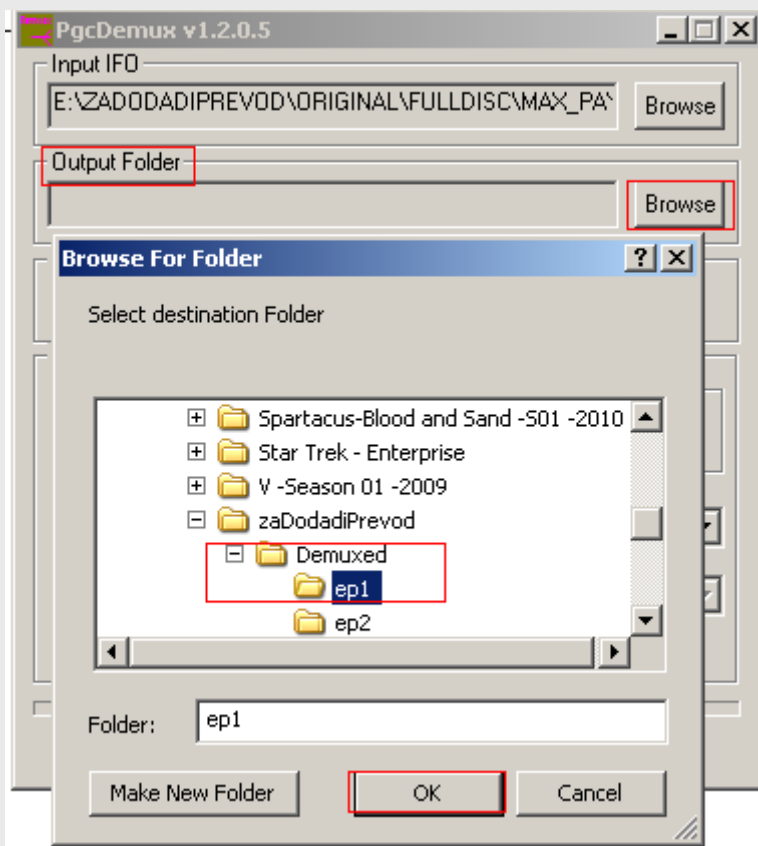 PgcDemux v1.2.0.5
Input IFO
E:\ZADODADIPREVOD\ORIGINAL\FULLDISC\MAX_PA
Browse
Output Folder
Browse
Browse For Folder
Select destination Folder
Spartacus-Blood and Sand -S01 -2010
Star Trek - Enterprise
V -Season 01 -2009
zaDodadiPrevod
Demuxed
ep1
ep2
Folder:
ep1
Make New Folder
OK
Cancel